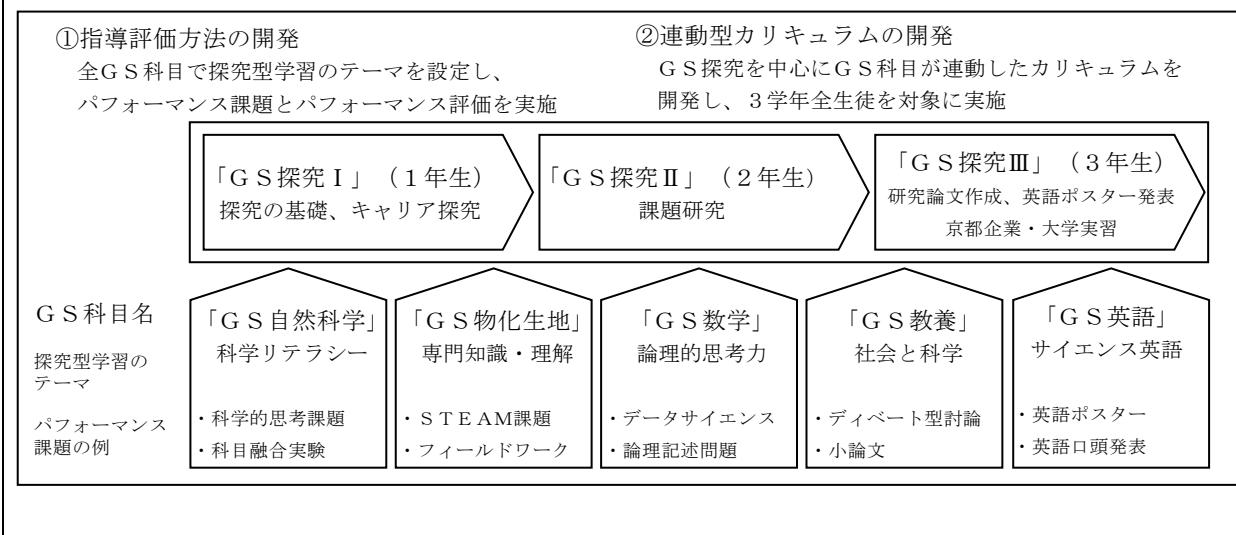 ①指導評価方法の開発
全ＧＳ科目で探究型学習のテーマを設定し、
パフォーマンス課題とパフォーマンス評価を実施
②連動型カリキュラムの開発
ＧＳ探究を中心にＧＳ科目が連動したカリキュラムを
開発し、３学年全生徒を対象に実施
「ＧＳ探究Ⅰ」（１年生）
探究の基礎、キャリア探究
「ＧＳ探究Ⅱ」（２年生）
課題研究
「ＧＳ探究Ⅲ」（３年生）
研究論文作成、英語ポスター発表
京都企業・大学実習
ＧＳ科目名
探究型学習の
テーマ
パフォーマンス
課題の例
「ＧＳ自然科学」
科学リテラシー
・科学的思考課題
・科目融合実験
「ＧＳ物化生地」
専門知識・理解
・ＳＴＥＡＭ課題
・フィールドワーク
「ＧＳ数学」
論理的思考力
・データサイエンス
・論理記述問題
「ＧＳ教養」
社会と科学
・ディベート型討論
・小論文
「ＧＳ英語」
サイエンス英語
・英語ポスター
・英語口頭発表